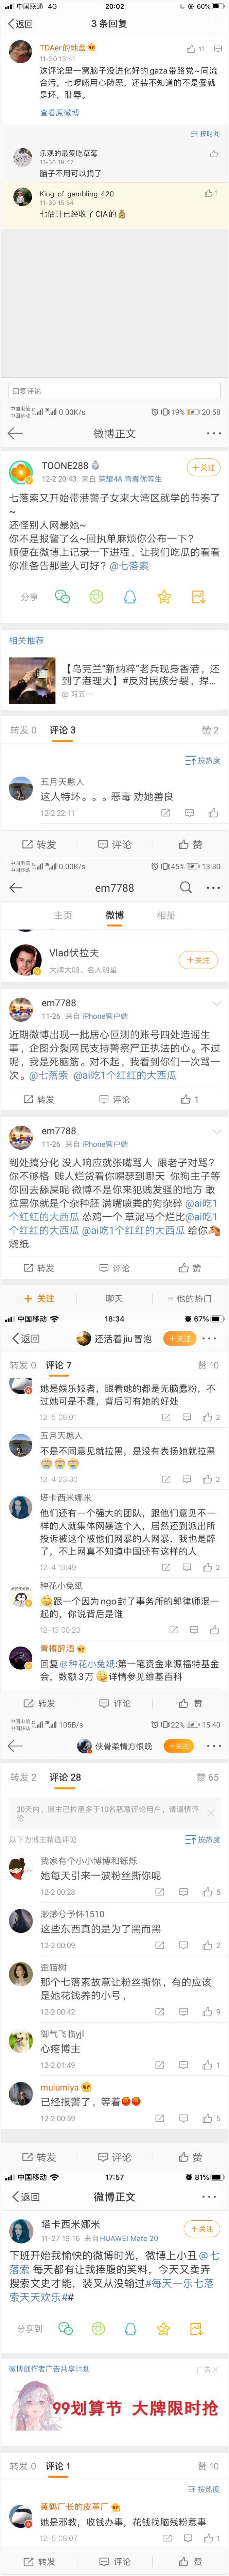 中国联通 4G 20:02 60%
返回 3 条回复
TDAer的地盘 11
11-30 13:41
这评论里一窝脑子没进化好的gaza带路党~同流
合污，七嘐嗦用心险恶，还装不知道的不是蠢就
是坏，耻辱。
查看原微博
按时间
乐观的最爱吃草莓
11-30 19:47
脑子不用可以捐了
King_of_gambling_420 1
11-30 15:54
七估计已经收了CIA的
回复评论
中国电信
中国移动 0.00K/s 19% 20:58
微博正文
TOONE288 +关注
12-2 20:43 来自 荣耀4A 青春优等生
七落索又开始带港警子女来大湾区就学的节奏了
~
还怪别人网暴她~
你不是报警了么~回执单麻烦你公布一下？
顺便在微博上记录一下进程，让我们吃瓜的看看
你准备告那些人可好？@七落索
分享
相关推荐
【乌克兰"新纳粹"老兵现身香港，还
到了港理大】#反对民族分裂，捍...
@ 习五一
转发 0 评论 3 赞 2
按热度
五月天憨人
这人特坏。。。恶毒 劝她善良
12-2 22:11
转发 评论 赞
中国电信
中国移动 0.00K/s 45% 13:30
em7788
主页 微博 相册
Vlad伏拉夫 +关注
大牌大咖，名人明星
em7788
11-26 来自 iPhone客户端
近期微博出现一批居心叵测的账号四处造谣生
事，企图分裂网民支持警察严正执法的心。不过
呢，我是死脑筋。对不起，我看到你们一次骂一
次。@七落索 @ai吃1个红红的大西瓜
转发 评论 1
em7788
11-26 来自 iPhone客户端
到处搞分化 没人响应就张嘴骂人 跟老子对骂？
你不够格 贱人烂货看你嘚瑟到哪天 你狗主子等
你回去舔屎呢 微博不是你来犯贱发骚的地方 敢
拉黑你就是个杂种胚 满嘴喷粪的狗杂碎 @ai吃1
个红红的大西瓜 怂鸡一个 草泥马个烂比@ai吃1
个红红的大西瓜 @ai吃1个红红的大西瓜 给你
烧纸
转发 评论 赞
+ 关注 聊天 他的热门
中国移动 18:34 67%
返回 还活着jiu冒泡 +关注
转发 0 评论 7 赞 10
她是娱乐妓者，跟着她的都是无脑蠢粉，不
过她可是不蠢，背后可有她的好处
12-5 08:01 2
五月天憨人
不是不同意见就拉黑，是没有表扬她就拉黑
12-4 23:30 2
塔卡西米娜米
他们还有一个强大的团队，跟他们意见不一
样的人就集体网暴这个人，居然还到派出所
投诉被这个被他们网暴的人网暴，我也是醉
了，不上网真不知道中国还有这样的人
12-4 19:49 2
种花小兔纸
跟一个因为ngo封了事务所的郭律师混一
起的，你说背后是谁
12-13 00:23
青樽醉酒
回复@种花小兔纸:第一笔资金来源福特基金
会，数额3万 详情参见维基百科
转发 评论 赞
中国电信
中国移动 105B/s 22% 15:40
侠骨柔情方恨晚 +关注
转发 2 评论 28 赞 65
30天内，博主已拉黑多于10名恶意评论用户，请谨慎评
论
以下为博主精选评论 按热度
我家有个小小博和铄烁
她每天引来一波粉丝撕你呢
12-2 00:28 5
渺渺兮予怀1510
这些东西真的是为了黑而黑
12-2 00:09 2
歪猫树
那个七落素故意让粉丝撕你，有的应该
是她花钱养的小号，
12-2 00:42 9
御气飞临yjl
心疼博主
12-2 01:49 1
mulumiya
已经报警了，等着
12-2 00:59 5
转发 评论 赞
中国移动 17:57 81%
返回 微博正文
塔卡西米娜米 +关注
11-27 19:16 来自HUAWEI Mate 20
下班开始我愉快的微博时光，微博上小丑@七
落索 每天都有让我捧腹的笑料，今天又卖弄
搜索文史才能，装又从没输过#每天一乐七落
索天天欢乐##
分享到
微博创作者广告共享计划 广告
99划算节 大牌限时抢
转发 0 评论 1 赞 10
按热度
黄鹤厂长的皮革厂
她是邪教，收钱办事，花钱找脑残粉惹事
12-5 08:07 1
转发 评论 赞